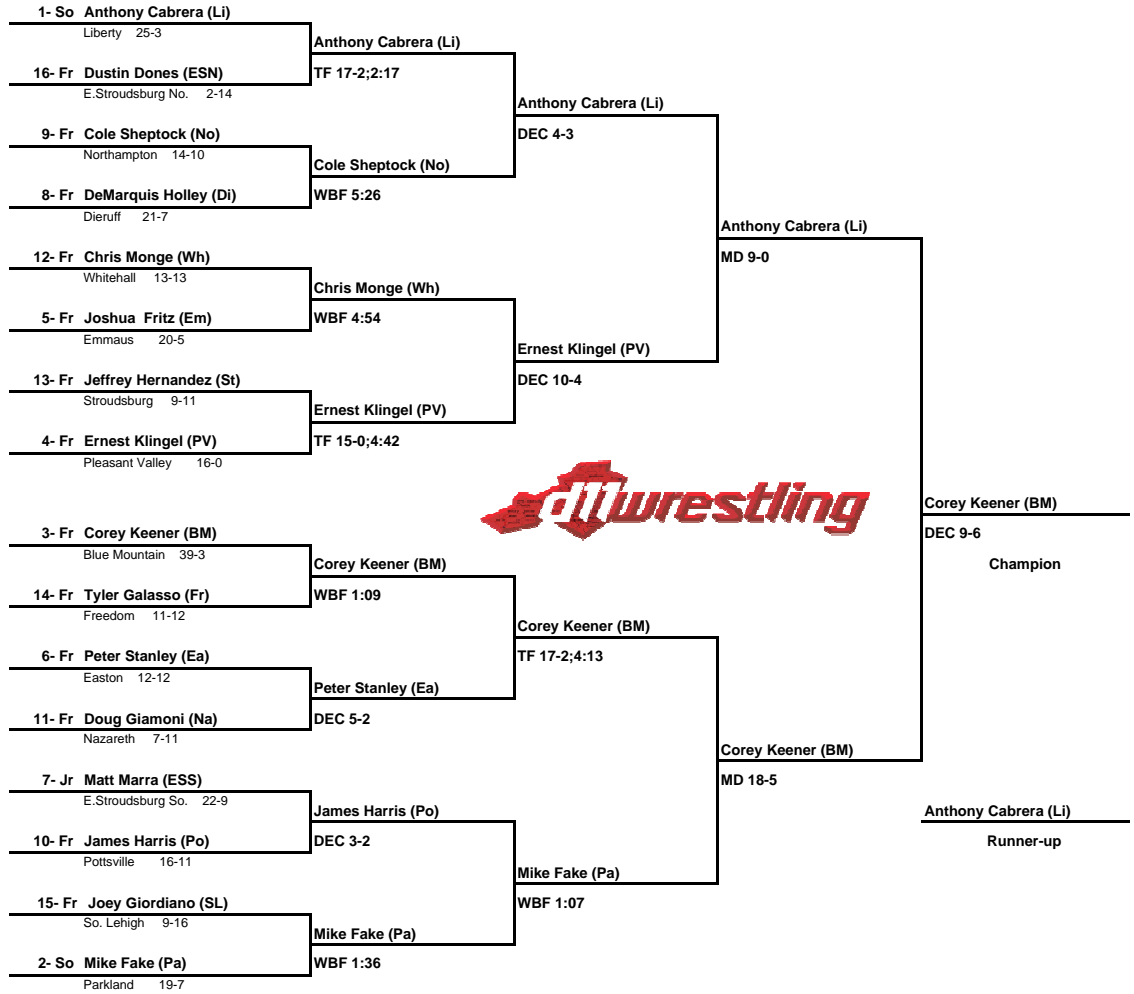 1- So Anthony Cabrera (Li)
Liberty 25-3
Anthony Cabrera (Li)
16- Fr Dustin Dones (ESN)
TF 17-2;2:17
E.Stroudsburg No. 2-14
Anthony Cabrera (Li)
9- Fr Cole Sheptock (No)
DEC 4-3
Northampton 14-10
Cole Sheptock (No)
8- Fr DeMarquis Holley (Di)
WBF 5:26
Dieruff 21-7
Anthony Cabrera (Li)
12- Fr Chris Monge (Wh)
MD 9-0
Whitehall 13-13
Chris Monge (Wh)
5- Fr Joshua Fritz (Em)
WBF 4:54
Emmaus 20-5
Ernest Klingel (PV)
13- Fr Jeffrey Hernandez (St)
DEC 10-4
Stroudsburg 9-11
Ernest Klingel (PV)
4- Fr Ernest Klingel (PV)
TF 15-0;4:42
Pleasant Valley 16-0
d11wrestling
Corey Keener (BM)
3- Fr Corey Keener (BM)
DEC 9-6
Blue Mountain 39-3
Corey Keener (BM)
Champion
14- Fr Tyler Galasso (Fr)
WBF 1:09
Freedom 11-12
Corey Keener (BM)
6- Fr Peter Stanley (Ea)
TF 17-2;4:13
Easton 12-12
Peter Stanley (Ea)
11- Fr Doug Giamoni (Na)
DEC 5-2
Nazareth 7-11
Corey Keener (BM)
7- Jr Matt Marra (ESS)
MD 18-5
E.Stroudsburg So. 22-9
James Harris (Po)
Anthony Cabrera (Li)
10- Fr James Harris (Po)
DEC 3-2
Runner-up
Pottsville 16-11
Mike Fake (Pa)
15- Fr Joey Giordiano (SL)
WBF 1:07
So. Lehigh 9-16
Mike Fake (Pa)
2- So Mike Fake (Pa)
WBF 1:36
Parkland 19-7